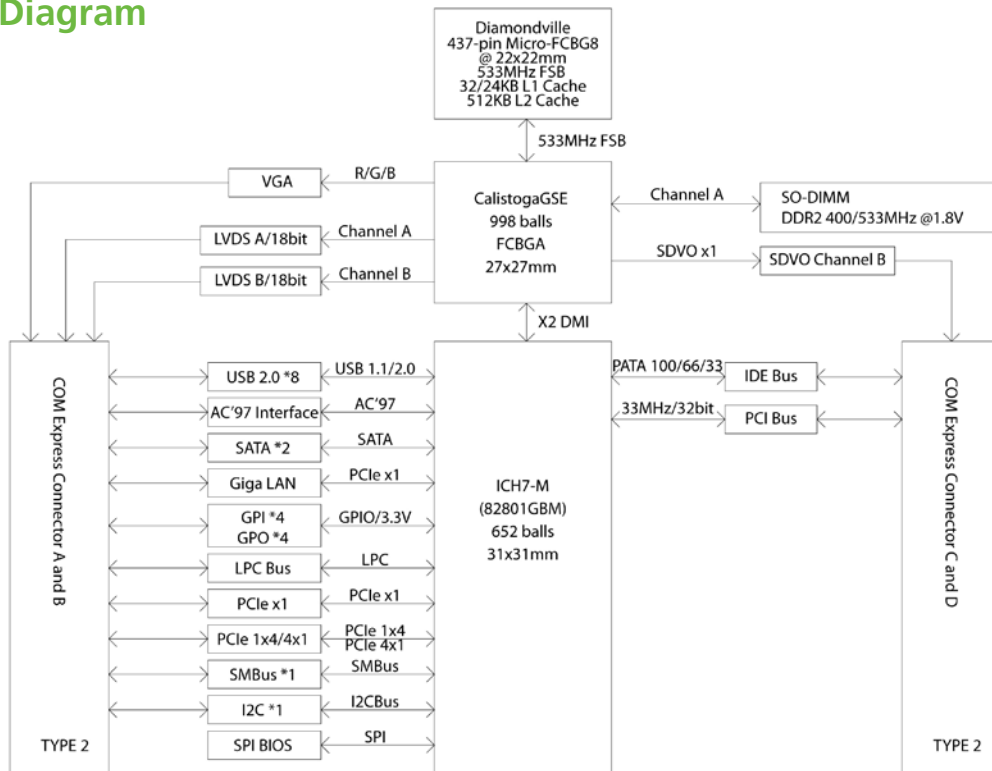 Diagram
Diamondville
437-pin Micro-FCBG8
@ 22x22mm
533MHz FSB
32/24KB L1 Cache
512KB L2 Cache
533MHz FSB
VGA
R/G/B
LVDS A/18bit
Channel A
LVDS B/18bit
Channel B
CalistogaGSE
998 balls
FCBGA
27x27mm
Channel A
SO-DIMM
DDR2 400/533MHz @1.8V
SDVO x1
SDVO Channel B
X2 DMI
COM Express Connector A and B
TYPE 2
USB 2.0 *8
USB 1.1/2.0
AC'97 Interface
AC'97
SATA *2
SATA
Giga LAN
PCIe x1
GPI *4
GPO *4
GPIO/3.3V
LPC Bus
LPC
PCIe x1
PCIe x1
PCIe 1x4/4x1
PCIe 1x4
PCIe 4x1
SMBus *1
SMBus
I2C *1
I2CBus
SPI BIOS
SPI
ICH7-M
(82801GBM)
652 balls
31x31mm
PATA 100/66/33
IDE Bus
33MHz/32bit
PCI Bus
COM Express Connector C and D
TYPE 2